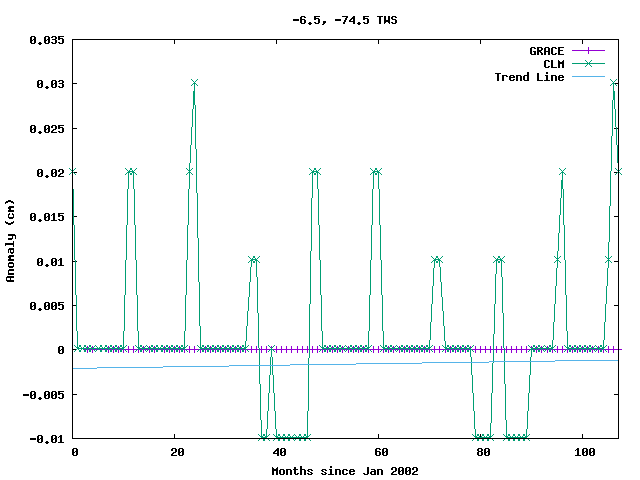 -6.5, -74.5 TWS
0.035
0.03
0.025
0.02
0.015
0.01
0.005
0
-0.005
-0.01
Anomaly (cm)
GRACE
CLM
Trend Line
0 20 40 60 80 100
Months since Jan 2002